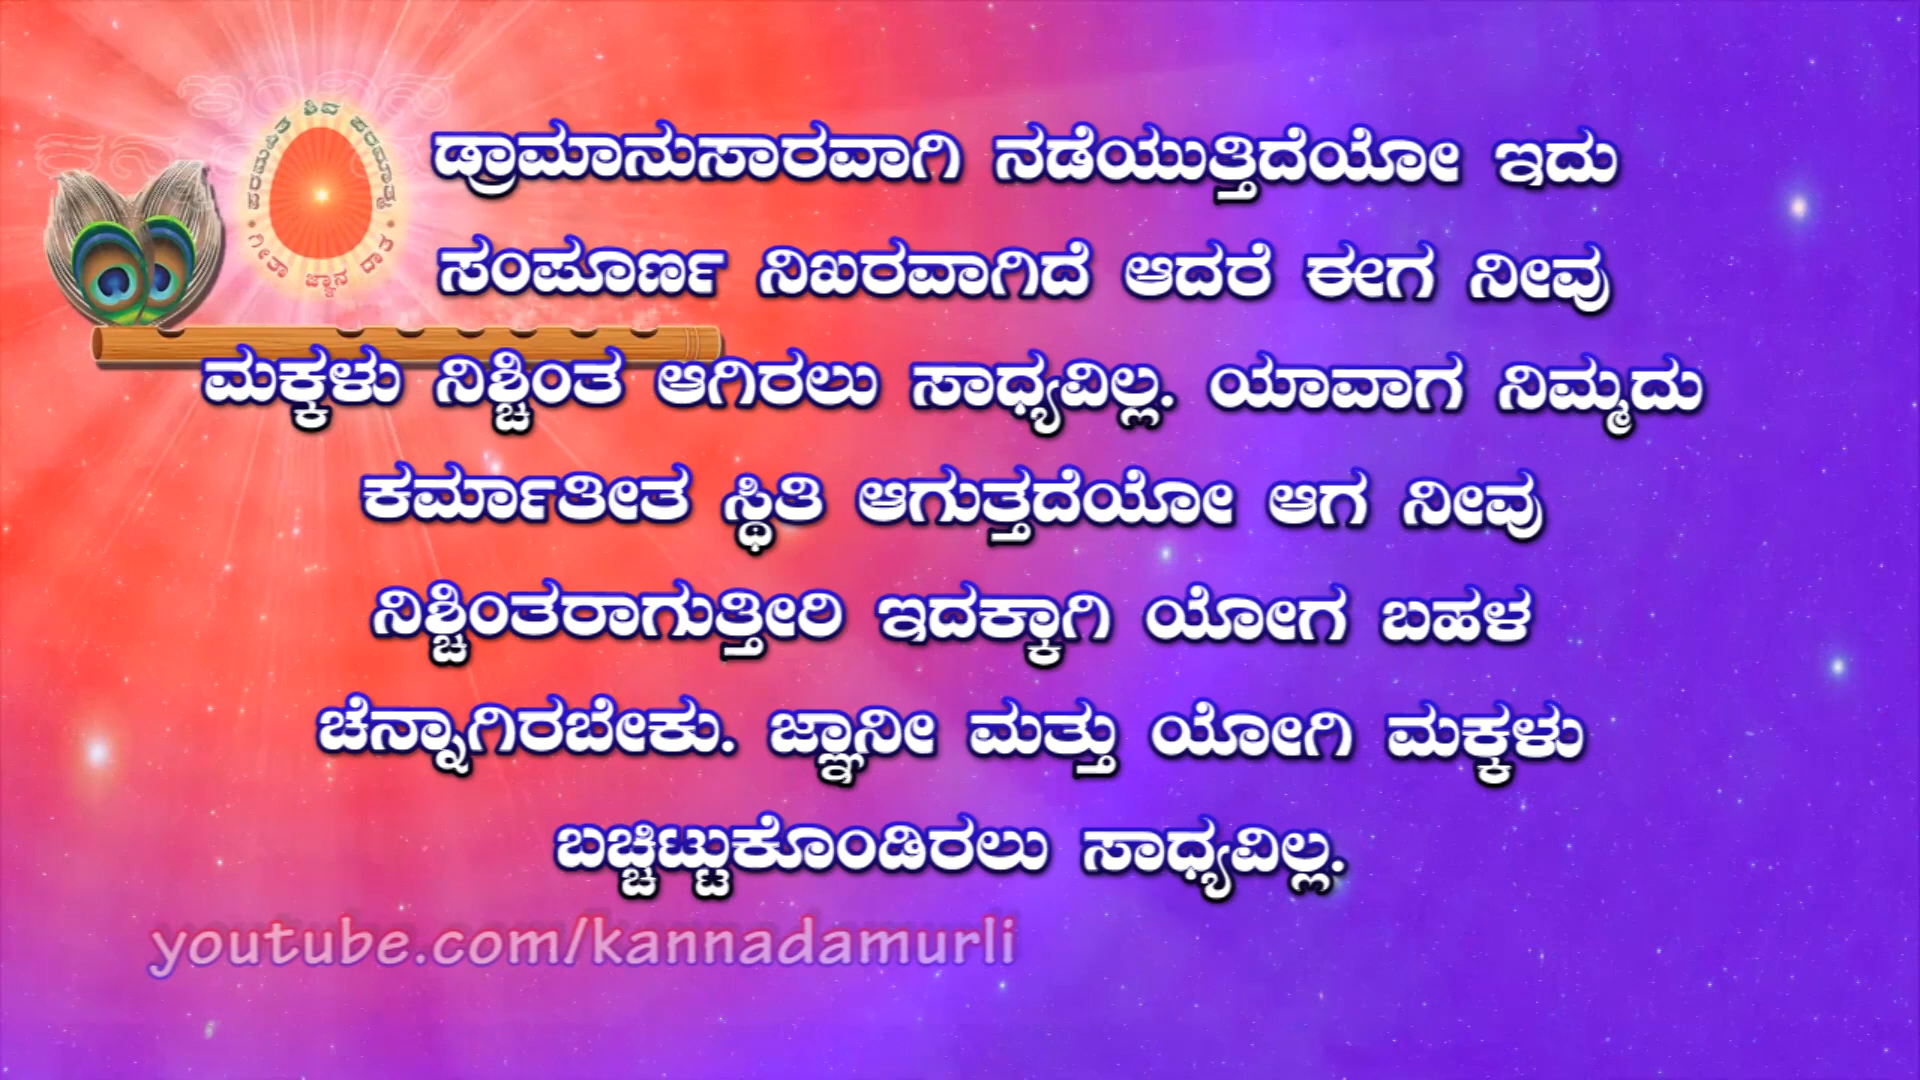 ಶಿವ ಪರಮಾತ್ಮ
ಗೀತಾ ಜ್ಞಾನ ದಾತ
ಡ್ರಾಮಾನುಸಾರವಾಗಿ ನಡೆಯುತ್ತಿದೆಯೋ ಇದು
ಸಂಪೂರ್ಣ ನಿಖರವಾಗಿದೆ ಆದರೆ ಈಗ ನೀವು
ಮಕ್ಕಳು ನಿಶ್ಚಿಂತ ಆಗಿರಲು ಸಾಧ್ಯವಿಲ್ಲ. ಯಾವಾಗ ನಿಮ್ಮದು
ಕರ್ಮಾತೀತ ಸ್ಥಿತಿ ಆಗುತ್ತದೆಯೋ ಆಗ ನೀವು
ನಿಶ್ಚಿಂತರಾಗುತ್ತೀರಿ ಇದಕ್ಕಾಗಿ ಯೋಗ ಬಹಳ
ಚೆನ್ನಾಗಿರಬೇಕು. ಜ್ಞಾನೀ ಮತ್ತು ಯೋಗಿ ಮಕ್ಕಳು
ಬಚ್ಚಿಟ್ಟುಕೊಂಡಿರಲು ಸಾಧ್ಯವಿಲ್ಲ.
youtube.com/kannadamurli